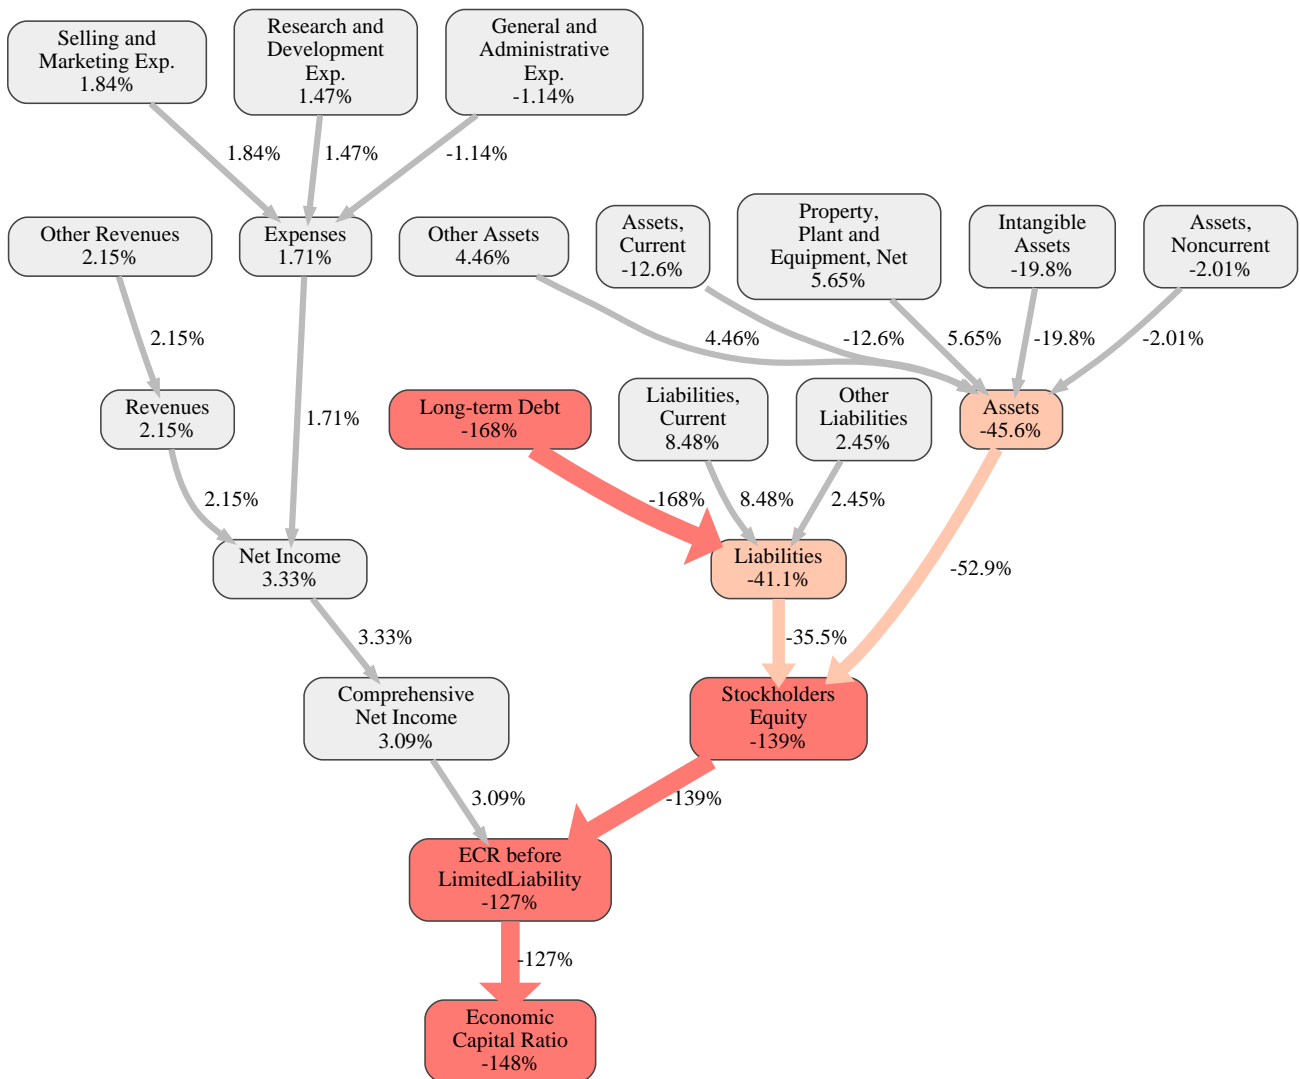 Selling and
Marketing Exp.
1.84%
Research and
Development
Exp.
1.47%
General and
Administrative
Exp.
-1.14%
1.84%
1.47%
-1.14%
Other Revenues
2.15%
Expenses
1.71%
Other Assets
4.46%
Assets,
Current
-12.6%
Property,
Plant and
Equipment, Net
5.65%
Intangible
Assets
-19.8%
Assets,
Noncurrent
-2.01%
2.15%
4.46%
-12.6%
5.65%
-19.8%
-2.01%
Revenues
2.15%
1.71%
Long-term Debt
-168%
Liabilities,
Current
8.48%
Other
Liabilities
2.45%
Assets
-45.6%
2.15%
-168%
8.48%
2.45%
Net Income
3.33%
Liabilities
-41.1%
-52.9%
3.33%
-35.5%
Comprehensive
Net Income
3.09%
Stockholders
Equity
-139%
3.09%
-139%
ECR before
LimitedLiability
-127%
-127%
Economic
Capital Ratio
-148%